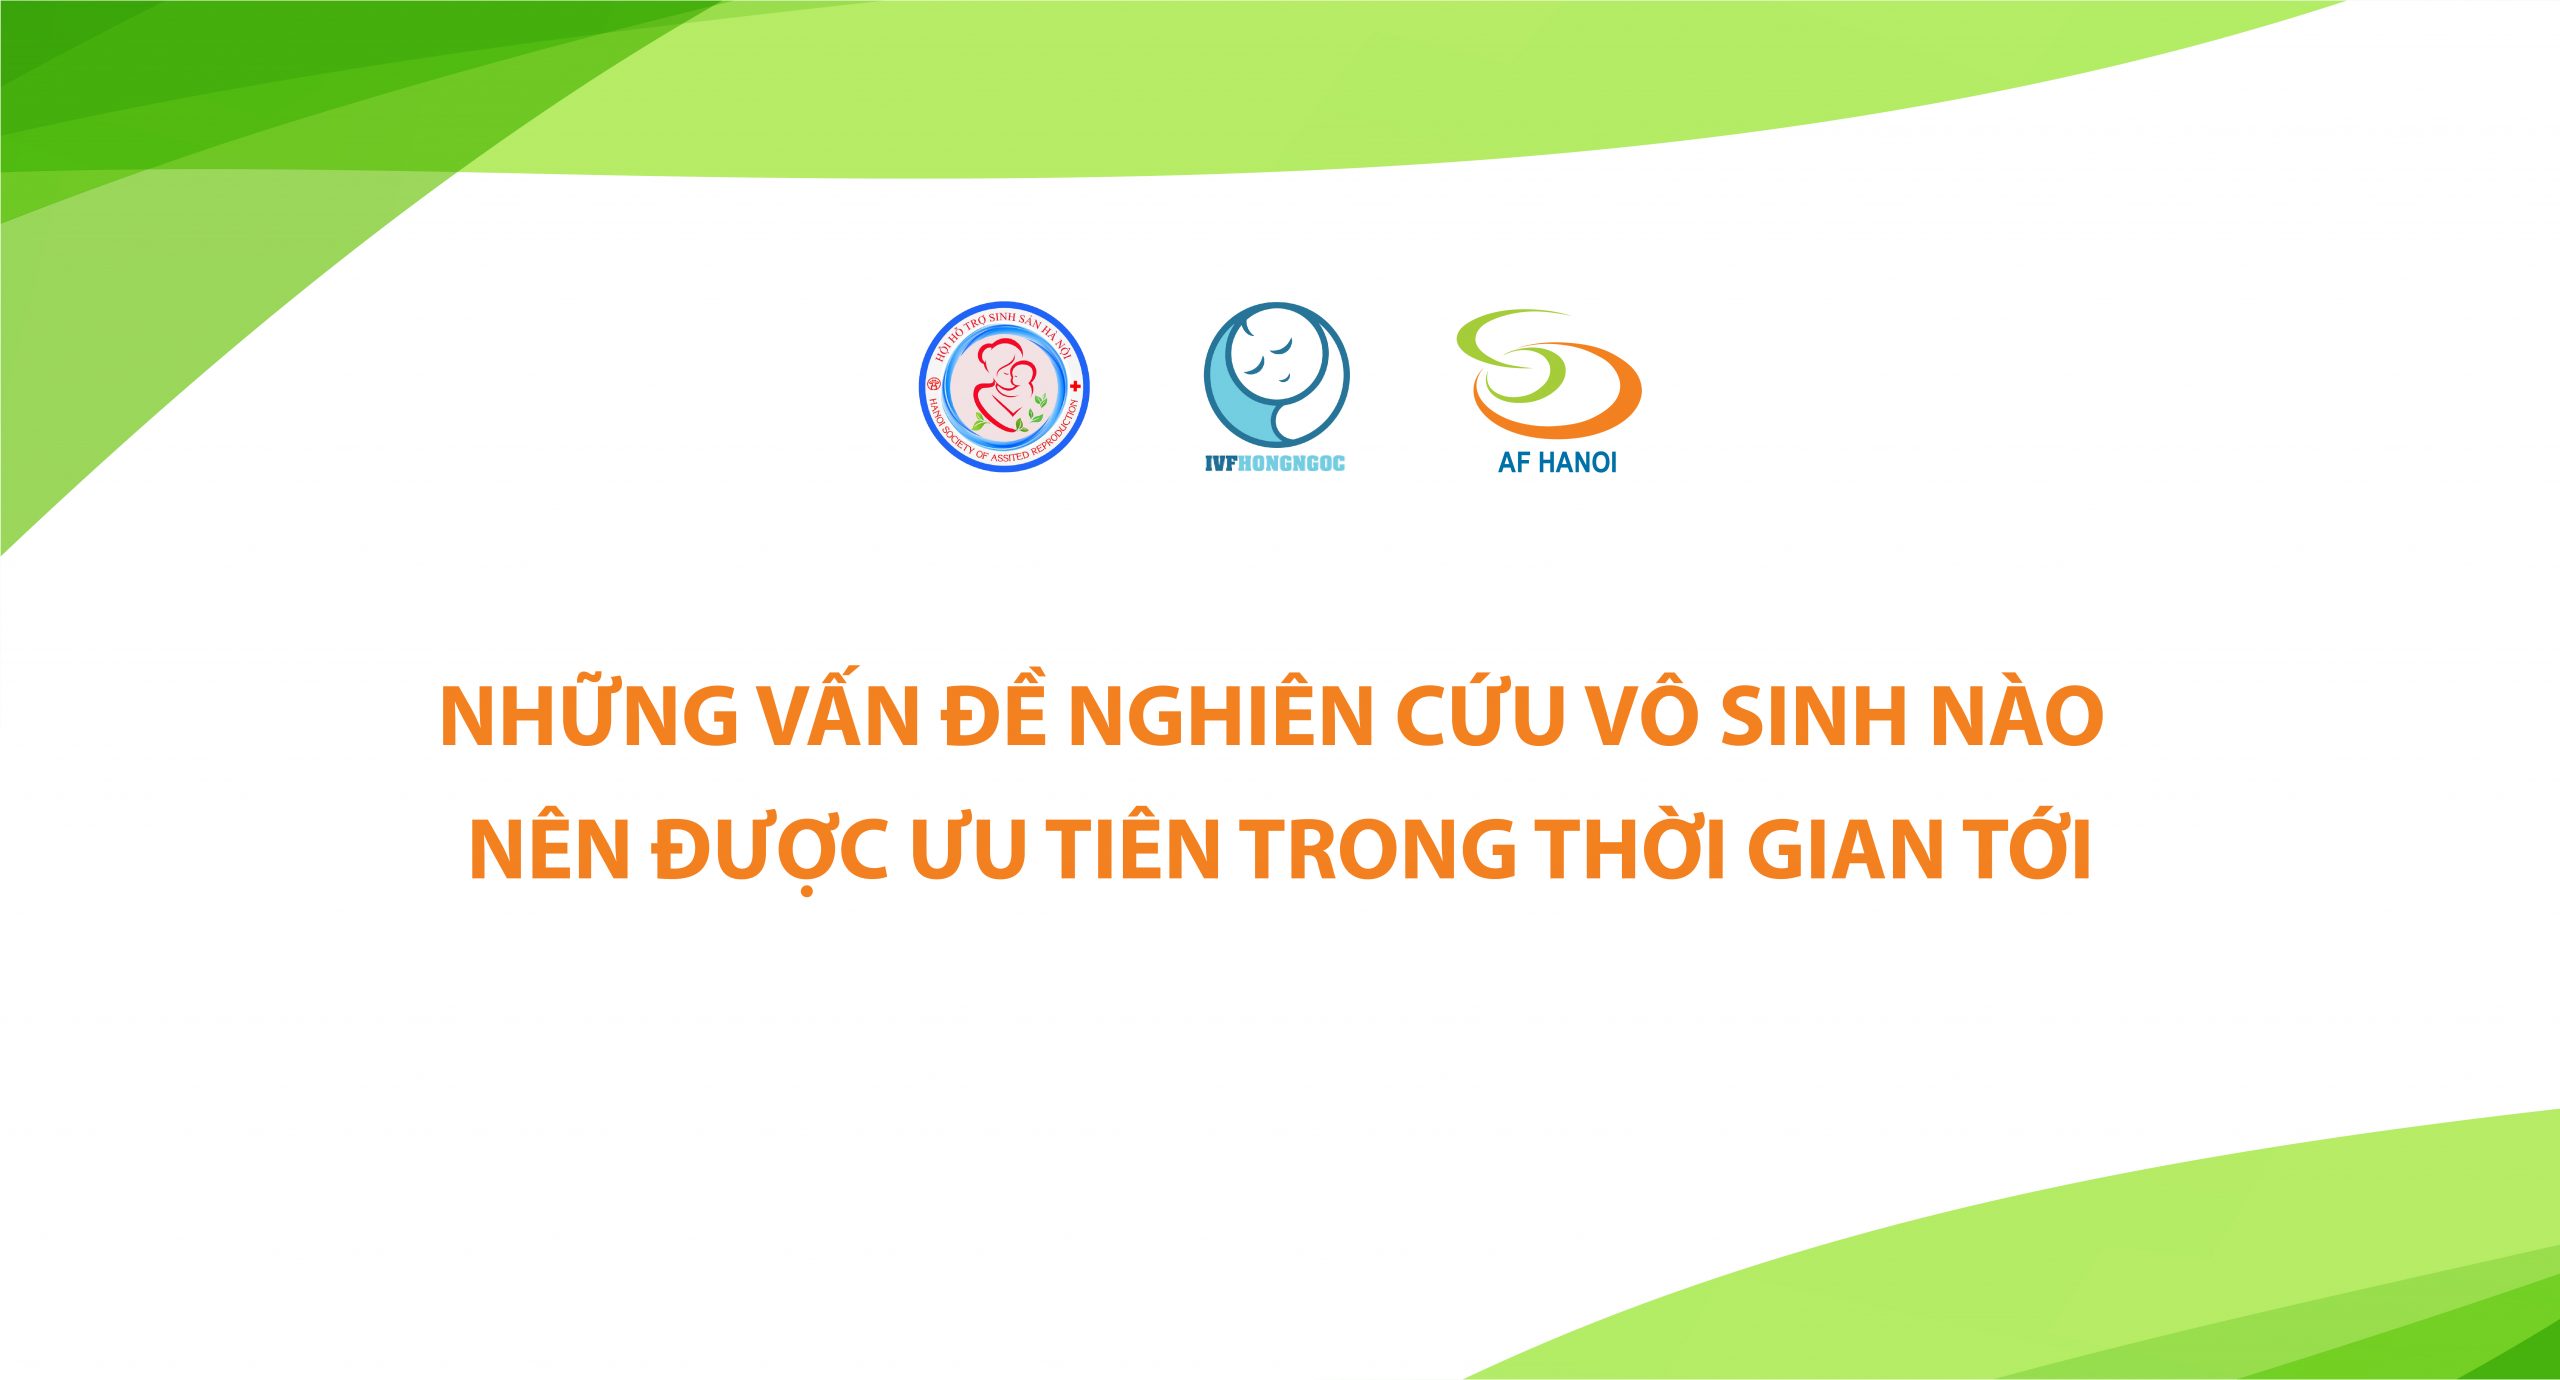 HỘI HỖ TRỢ SINH SẢN HÀ NỘI
HANOI SOCIETY OF ASSITED REPRODUCTION
IVFHONGNGOC
AF HANOI
NHỮNG VẤN ĐỀ NGHIÊN CỨU VÔ SINH NÀO
NÊN ĐƯỢC ƯU TIÊN TRONG THỜI GIAN TỚI